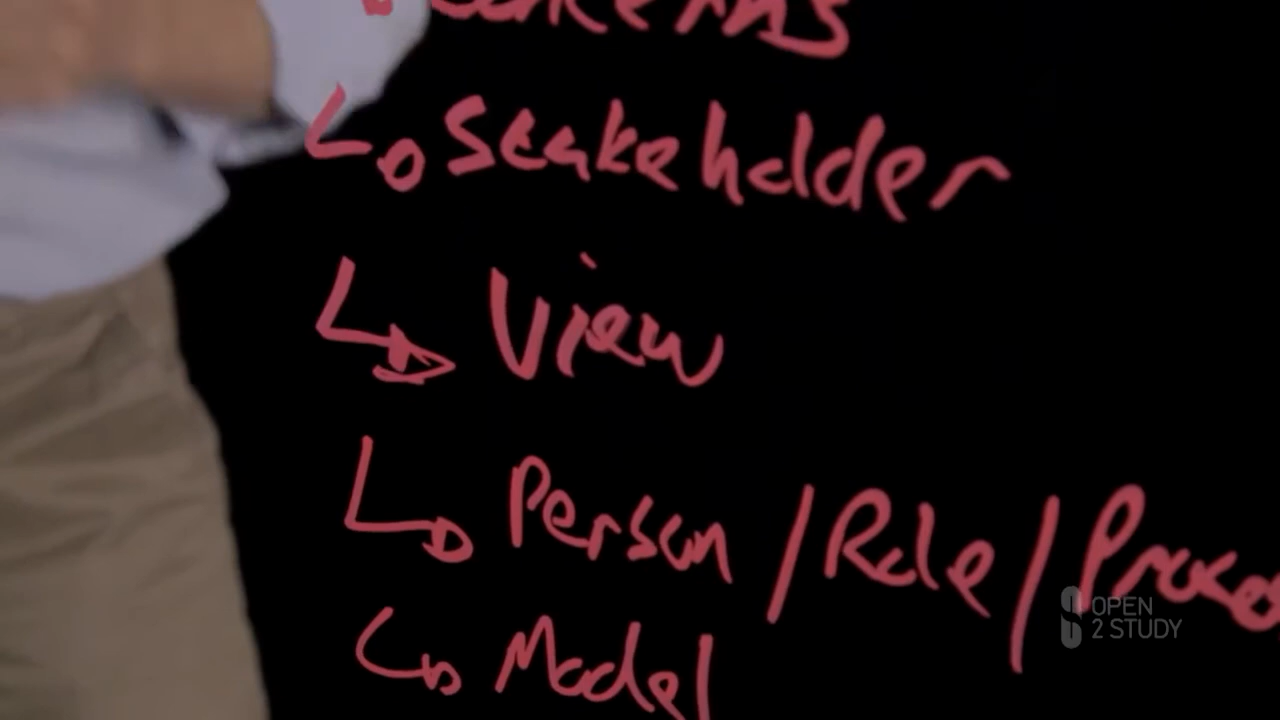 Stakeholder
View
Person / Role /
Model
OPEN
2 STUDY